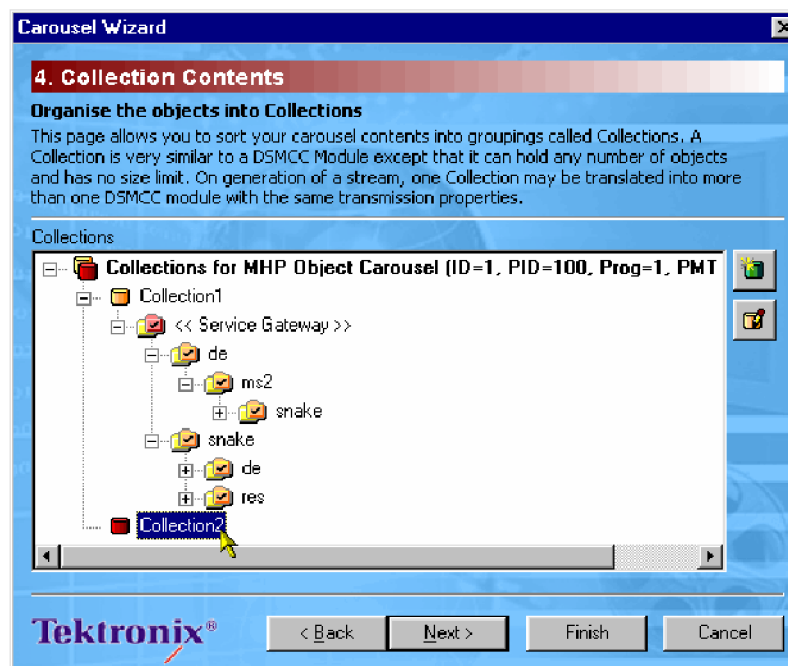 Carousel Wizard
4. Collection Contents
Organise the objects into Collections
This page allows you to sort your carousel contents into groupings called Collections. A
Collection is very similar to a DSMCC Module except that it can hold any number of objects
and has no size limit. On generation of a stream, one Collection may be translated into more
than one DSMCC module with the same transmission properties.
Collections
Collections for MHP Object Carousel (ID=1, PID=100, Prog=1, PMT
Collection1
<< Service Gateway >>
de
ms2
snake
snake
de
res
Collection2
Tektronix®
< Back
Next >
Finish
Cancel